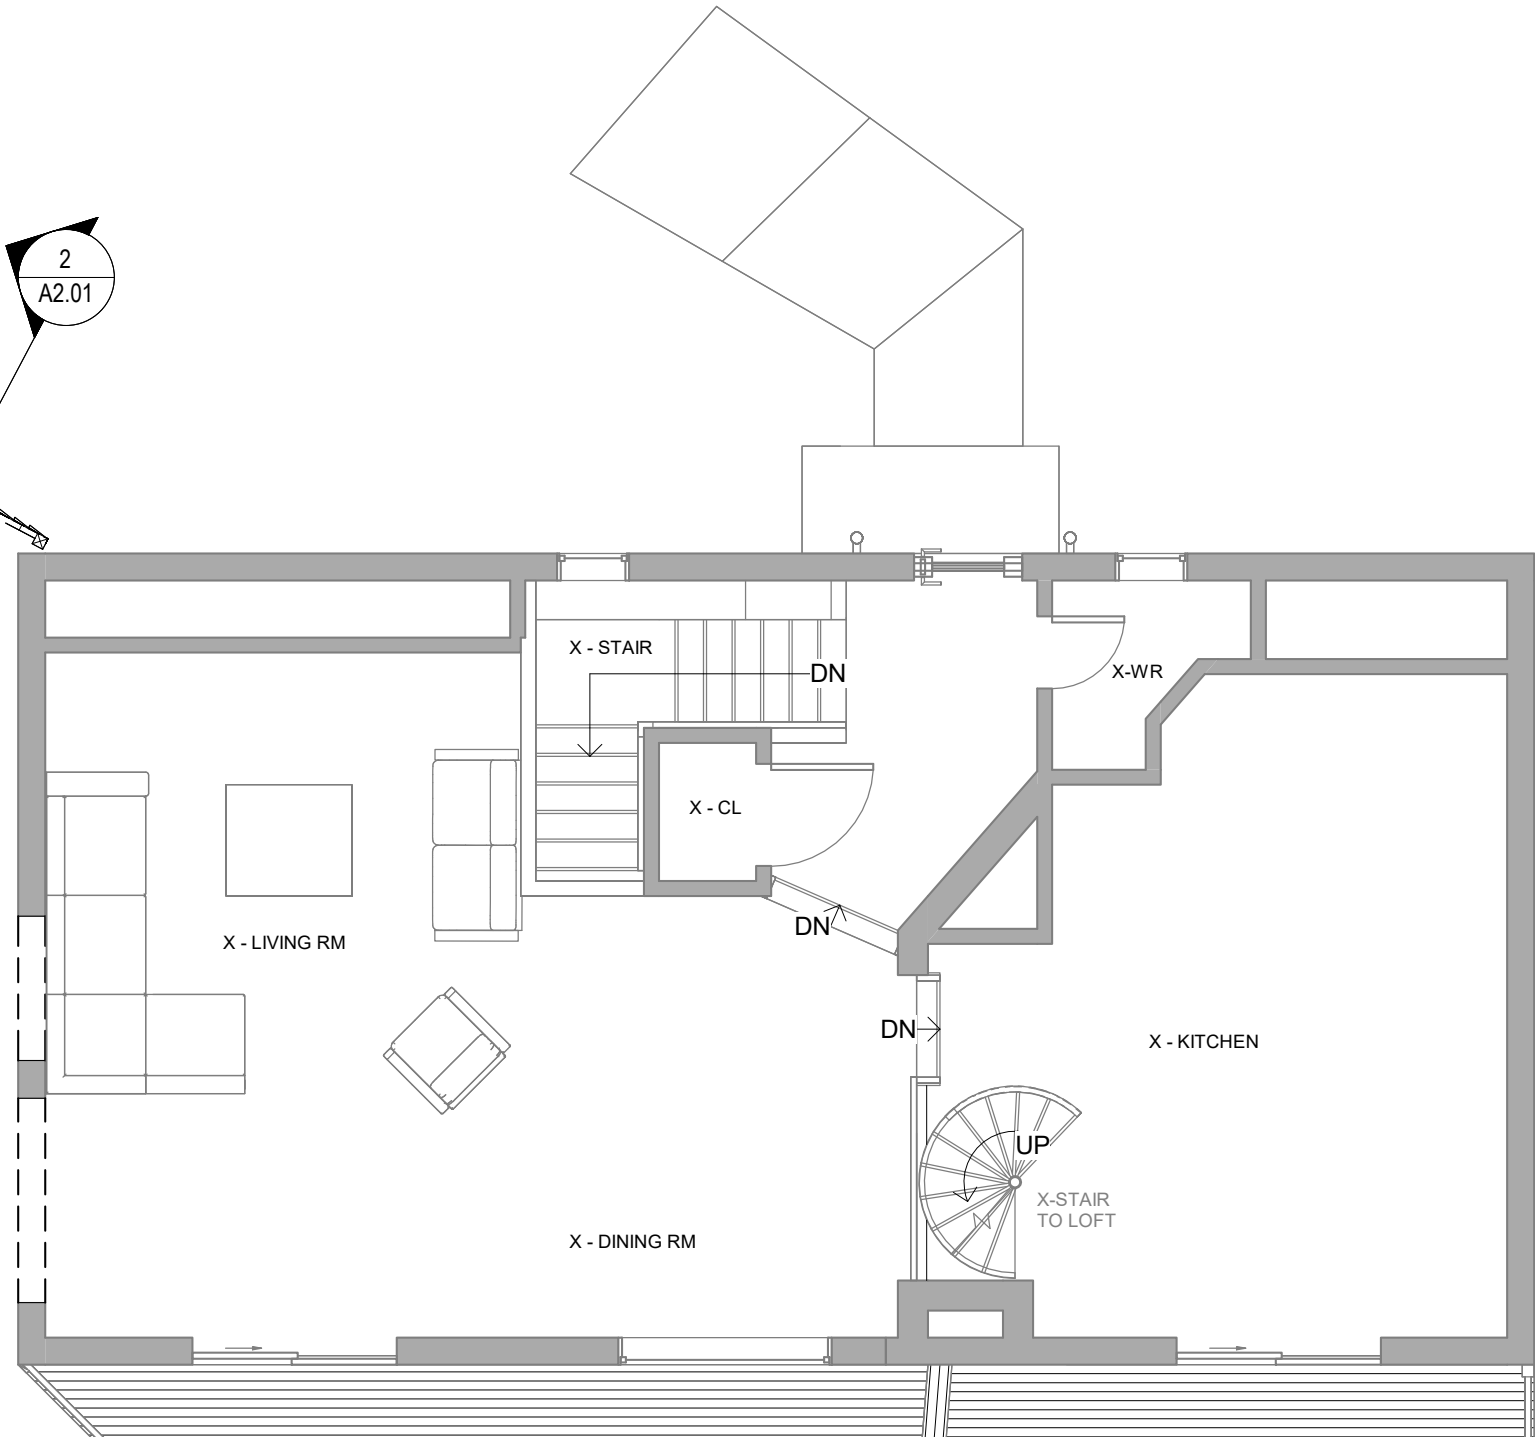 2
A2.01
X - STAIR
DN
X-WR
X - CL
DN
X - LIVING RM
DN
X - KITCHEN
UP
X-STAIR
TO LOFT
X - DINING RM